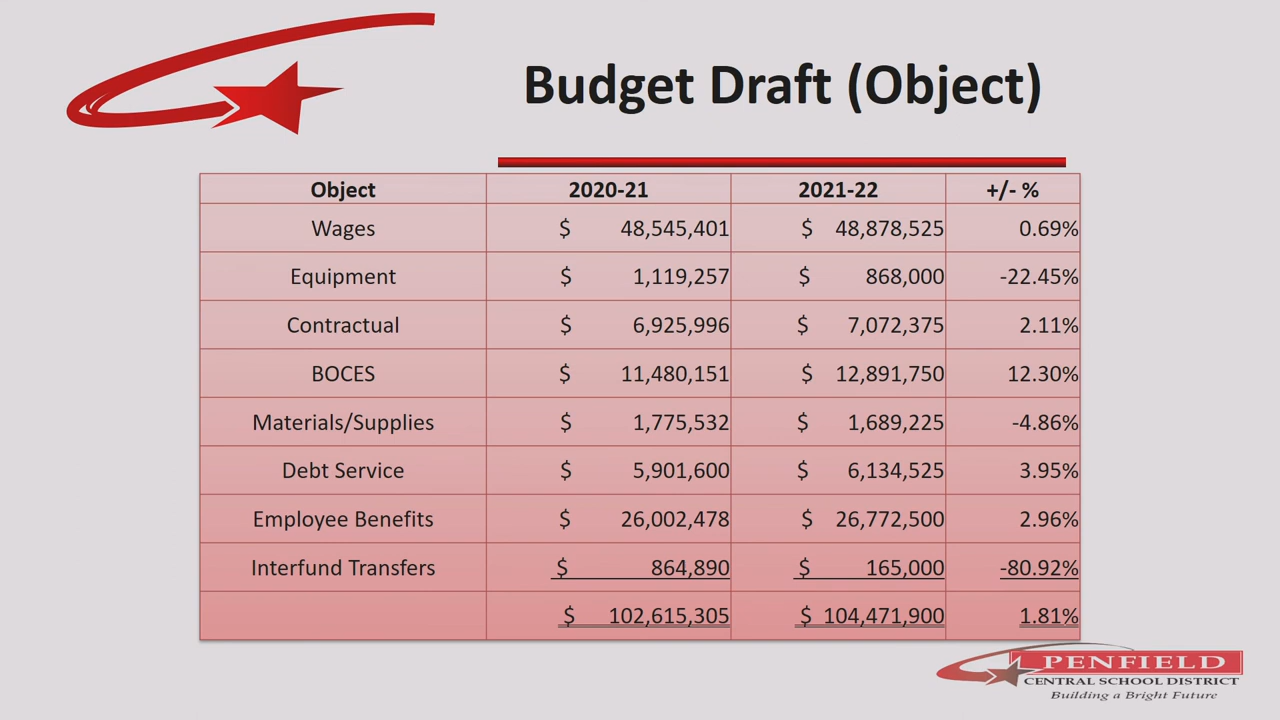 Budget Draft (Object)
Object 2020-21 2021-22 +/- %
Wages $ 48,545,401 $ 48,878,525 0.69%
Equipment $ 1,119,257 $ 868,000 -22.45%
Contractual $ 6,925,996 $ 7,072,375 2.11%
BOCES $ 11,480,151 $ 12,891,750 12.30%
Materials/Supplies $ 1,775,532 $ 1,689,225 -4.86%
Debt Service $ 5,901,600 $ 6,134,525 3.95%
Employee Benefits $ 26,002,478 $ 26,772,500 2.96%
Interfund Transfers $ 864,890 $ 165,000 -80.92%
$ 102,615,305 $ 104,471,900 1.81%
PENFIELD
CENTRAL SCHOOL DISTRICT
Building a Bright Future